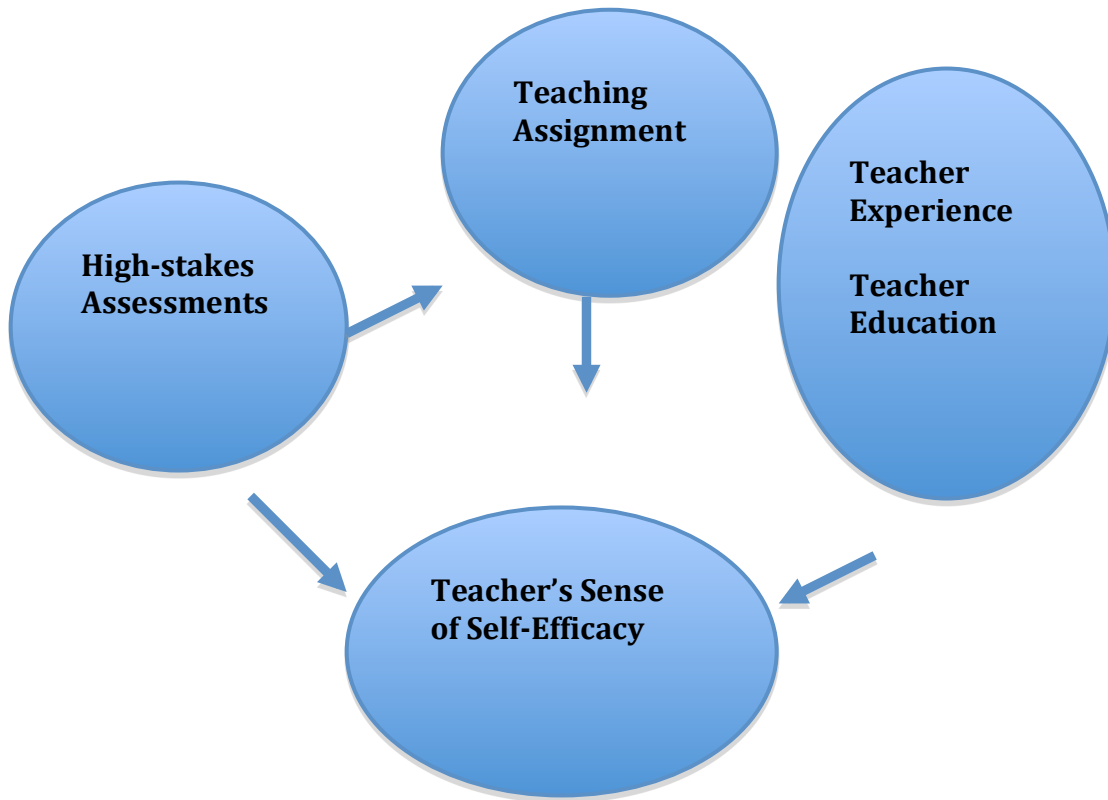 Teaching
Assignment
Teacher
Experience
Teacher
Education
High-stakes
Assessments
Teacher’s Sense
of Self-Efficacy